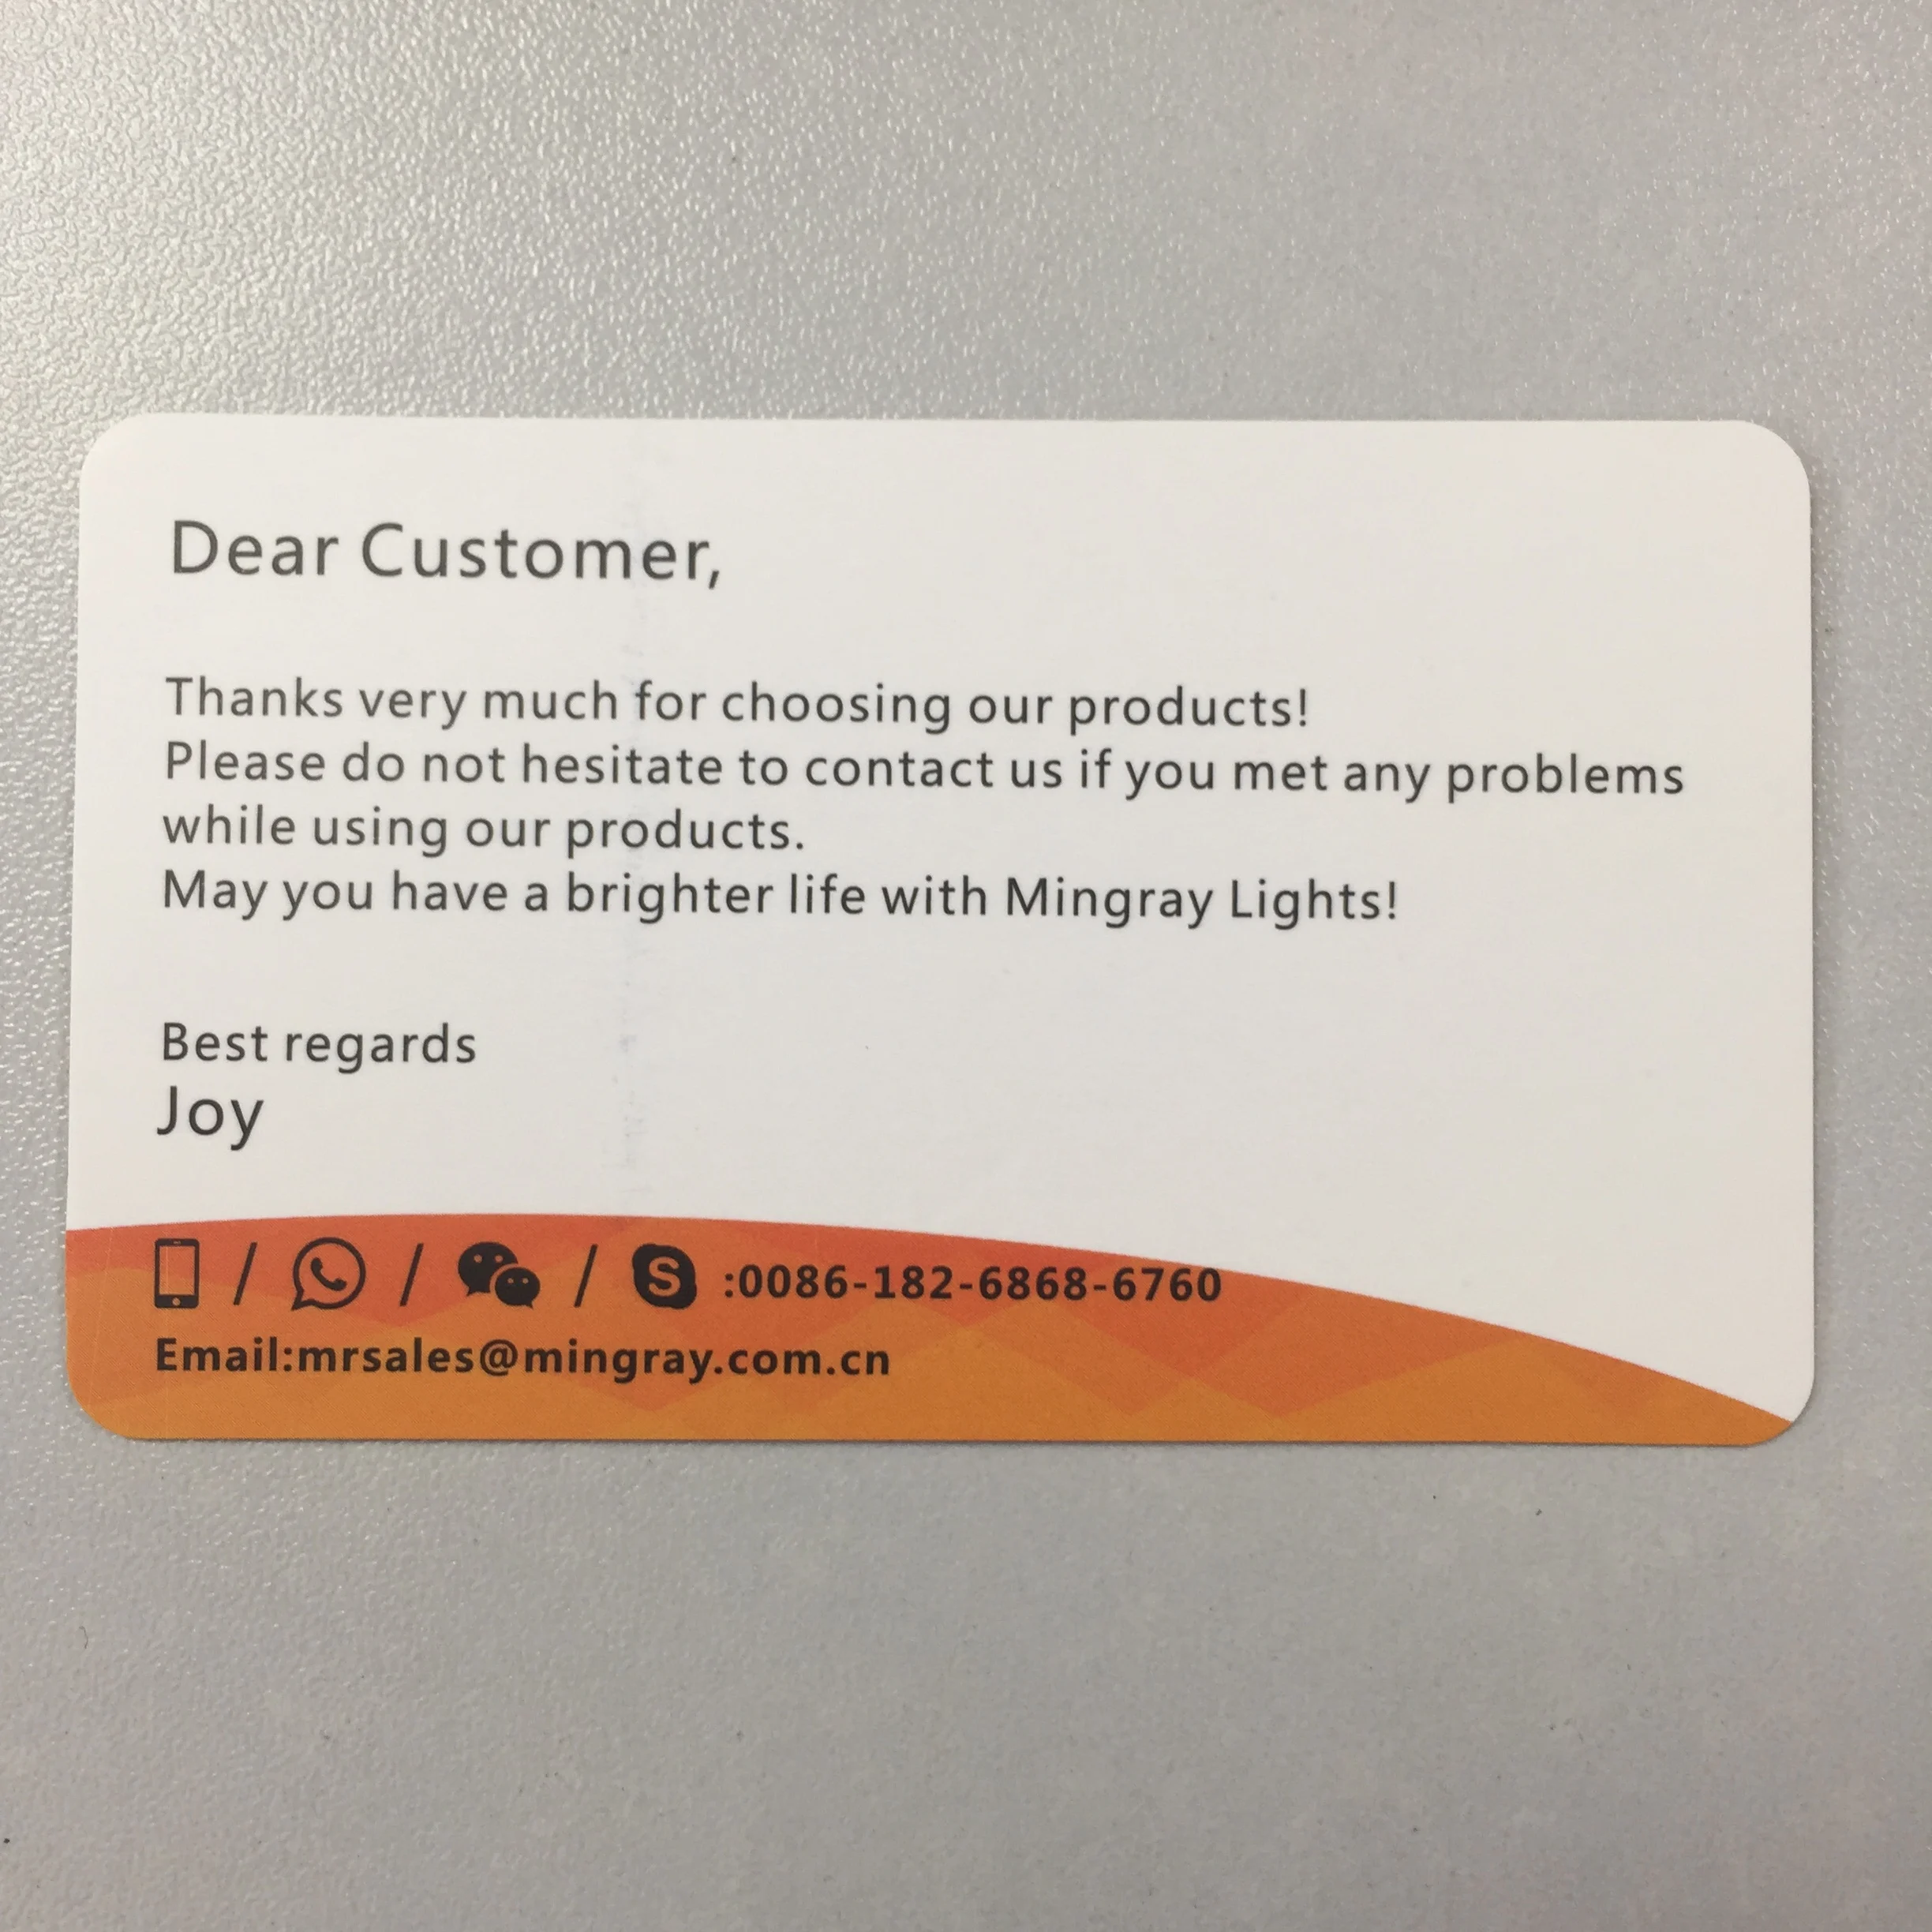 Dear Customer,
Thanks very much for choosing our products!
Please do not hesitate to contact us if you met any problems
while using our products.
May you have a brighter life with Mingray Lights!
Best regards
Joy
/ / / S :0086-182-6868-6760
Email:mrsales@mingray.com.cn